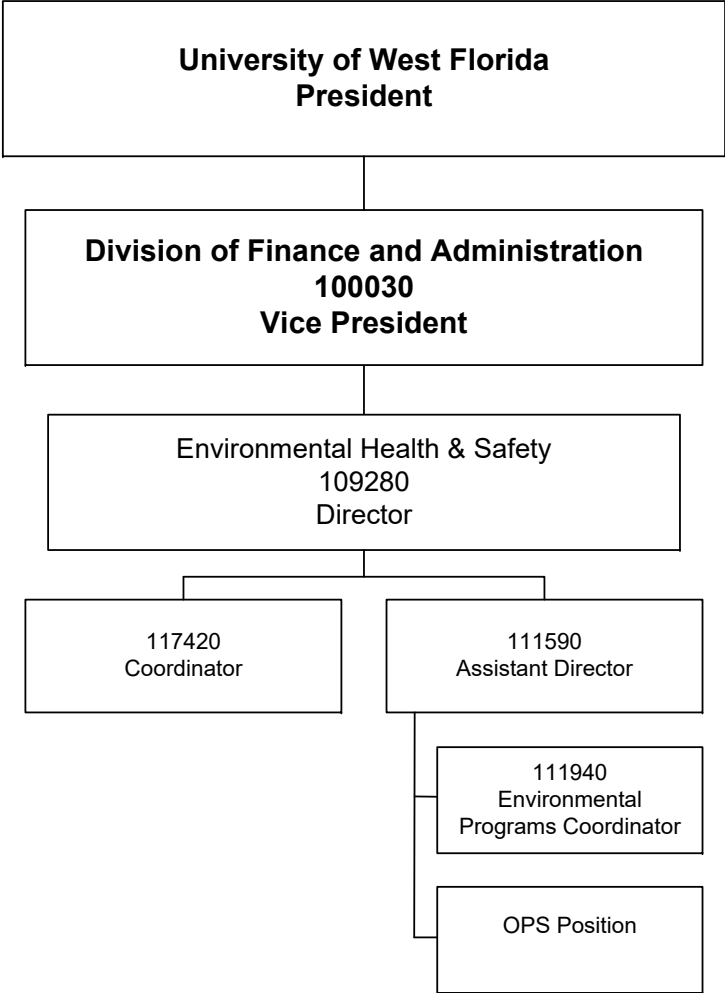 University of West Florida
President
Division of Finance and Administration
100030
Vice President
Environmental Health & Safety
109280
Director
117420
Coordinator
111590
Assistant Director
111940
Environmental
Programs Coordinator
OPS Position